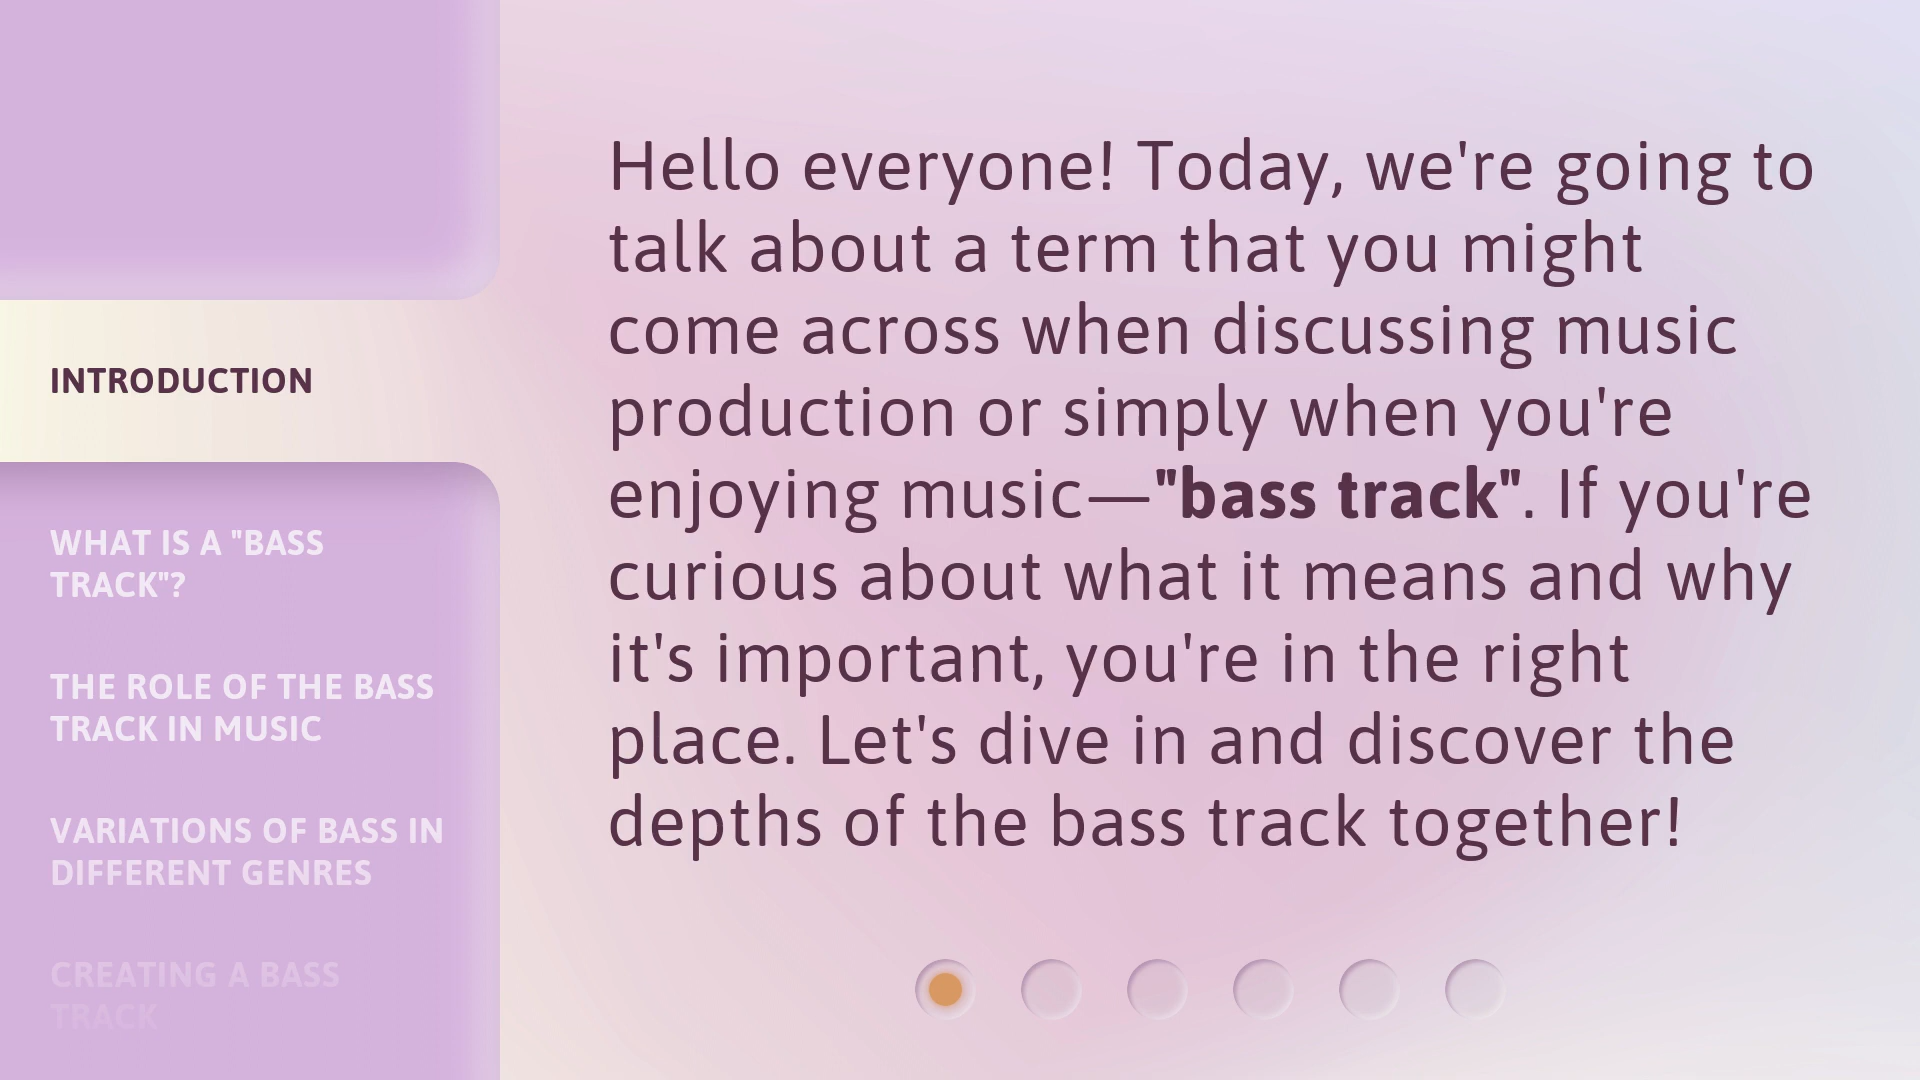 INTRODUCTION
WHAT IS A "BASS
TRACK"?
THE ROLE OF THE BASS
TRACK IN MUSIC
VARIATIONS OF BASS IN
DIFFERENT GENRES
CREATING A BASS
TRACK
Hello everyone! Today, we're going to
talk about a term that you might
come across when discussing music
production or simply when you're
enjoying music—"bass track". If you're
curious about what it means and why
it's important, you're in the right
place. Let's dive in and discover the
depths of the bass track together!